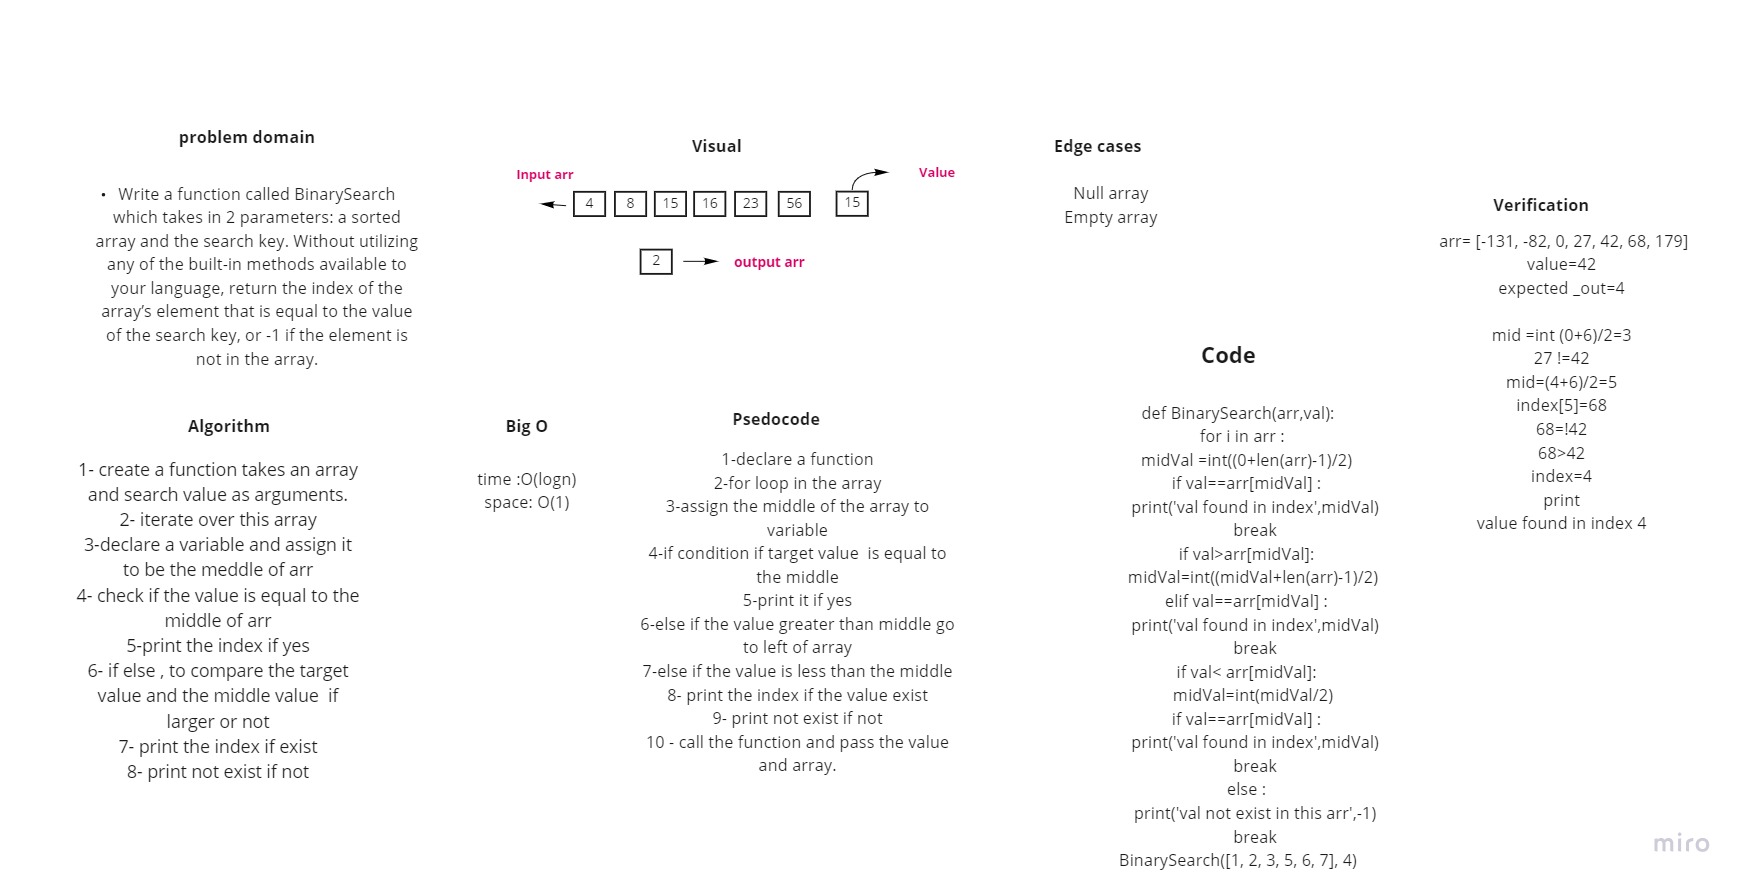 problem domain
• Write a function called BinarySearch
which takes in 2 parameters: a sorted
array and the search key. Without utilizing
any of the built-in methods available to
your language, return the index of the
array’s element that is equal to the value
of the search key, or -1 if the element is
not in the array.
Visual
Input arr
Value
4 8 15 16 23 56 15
2
output arr
Edge cases
Null array
Empty array
Verification
arr= [-131, -82, 0, 27, 42, 68, 179]
value=42
expected _out=4
mid =int (0+6)/2=3
27 !=42
mid=(4+6)/2=5
index[5]=68
68=!42
68>42
index=4
print
value found in index 4
Algorithm
1- create a function takes an array
and search value as arguments.
2- iterate over this array
3-declare a variable and assign it
to be the meddle of arr
4- check if the value is equal to the
middle of arr
5-print the index if yes
6- if else , to compare the target
value and the middle value  if
larger or not
7- print the index if exist
8- print not exist if not
Big O
time :O(logn)
space: O(1)
Psedocode
1-declare a function
2-for loop in the array
3-assign the middle of the array to
variable
4-if condition if target value  is equal to
the middle
5-print it if yes
6-else if the value greater than middle go
to left of array
7-else if the value is less than the middle
8- print the index if the value exist
9- print not exist if not
10 - call the function and pass the value
and array.
Code
def BinarySearch(arr,val):
for i in arr :
midVal =int((0+len(arr)-1)/2)
if val==arr[midVal] :
print('val found in index',midVal)
break
if val>arr[midVal]:
midVal=int((midVal+len(arr)-1)/2)
elif val==arr[midVal] :
print('val found in index',midVal)
break
if val< arr[midVal]:
midVal=int(midVal/2)
if val==arr[midVal] :
print('val found in index',midVal)
break
else :
print('val not exist in this arr',-1)
break
BinarySearch([1, 2, 3, 5, 6, 7], 4)
miro